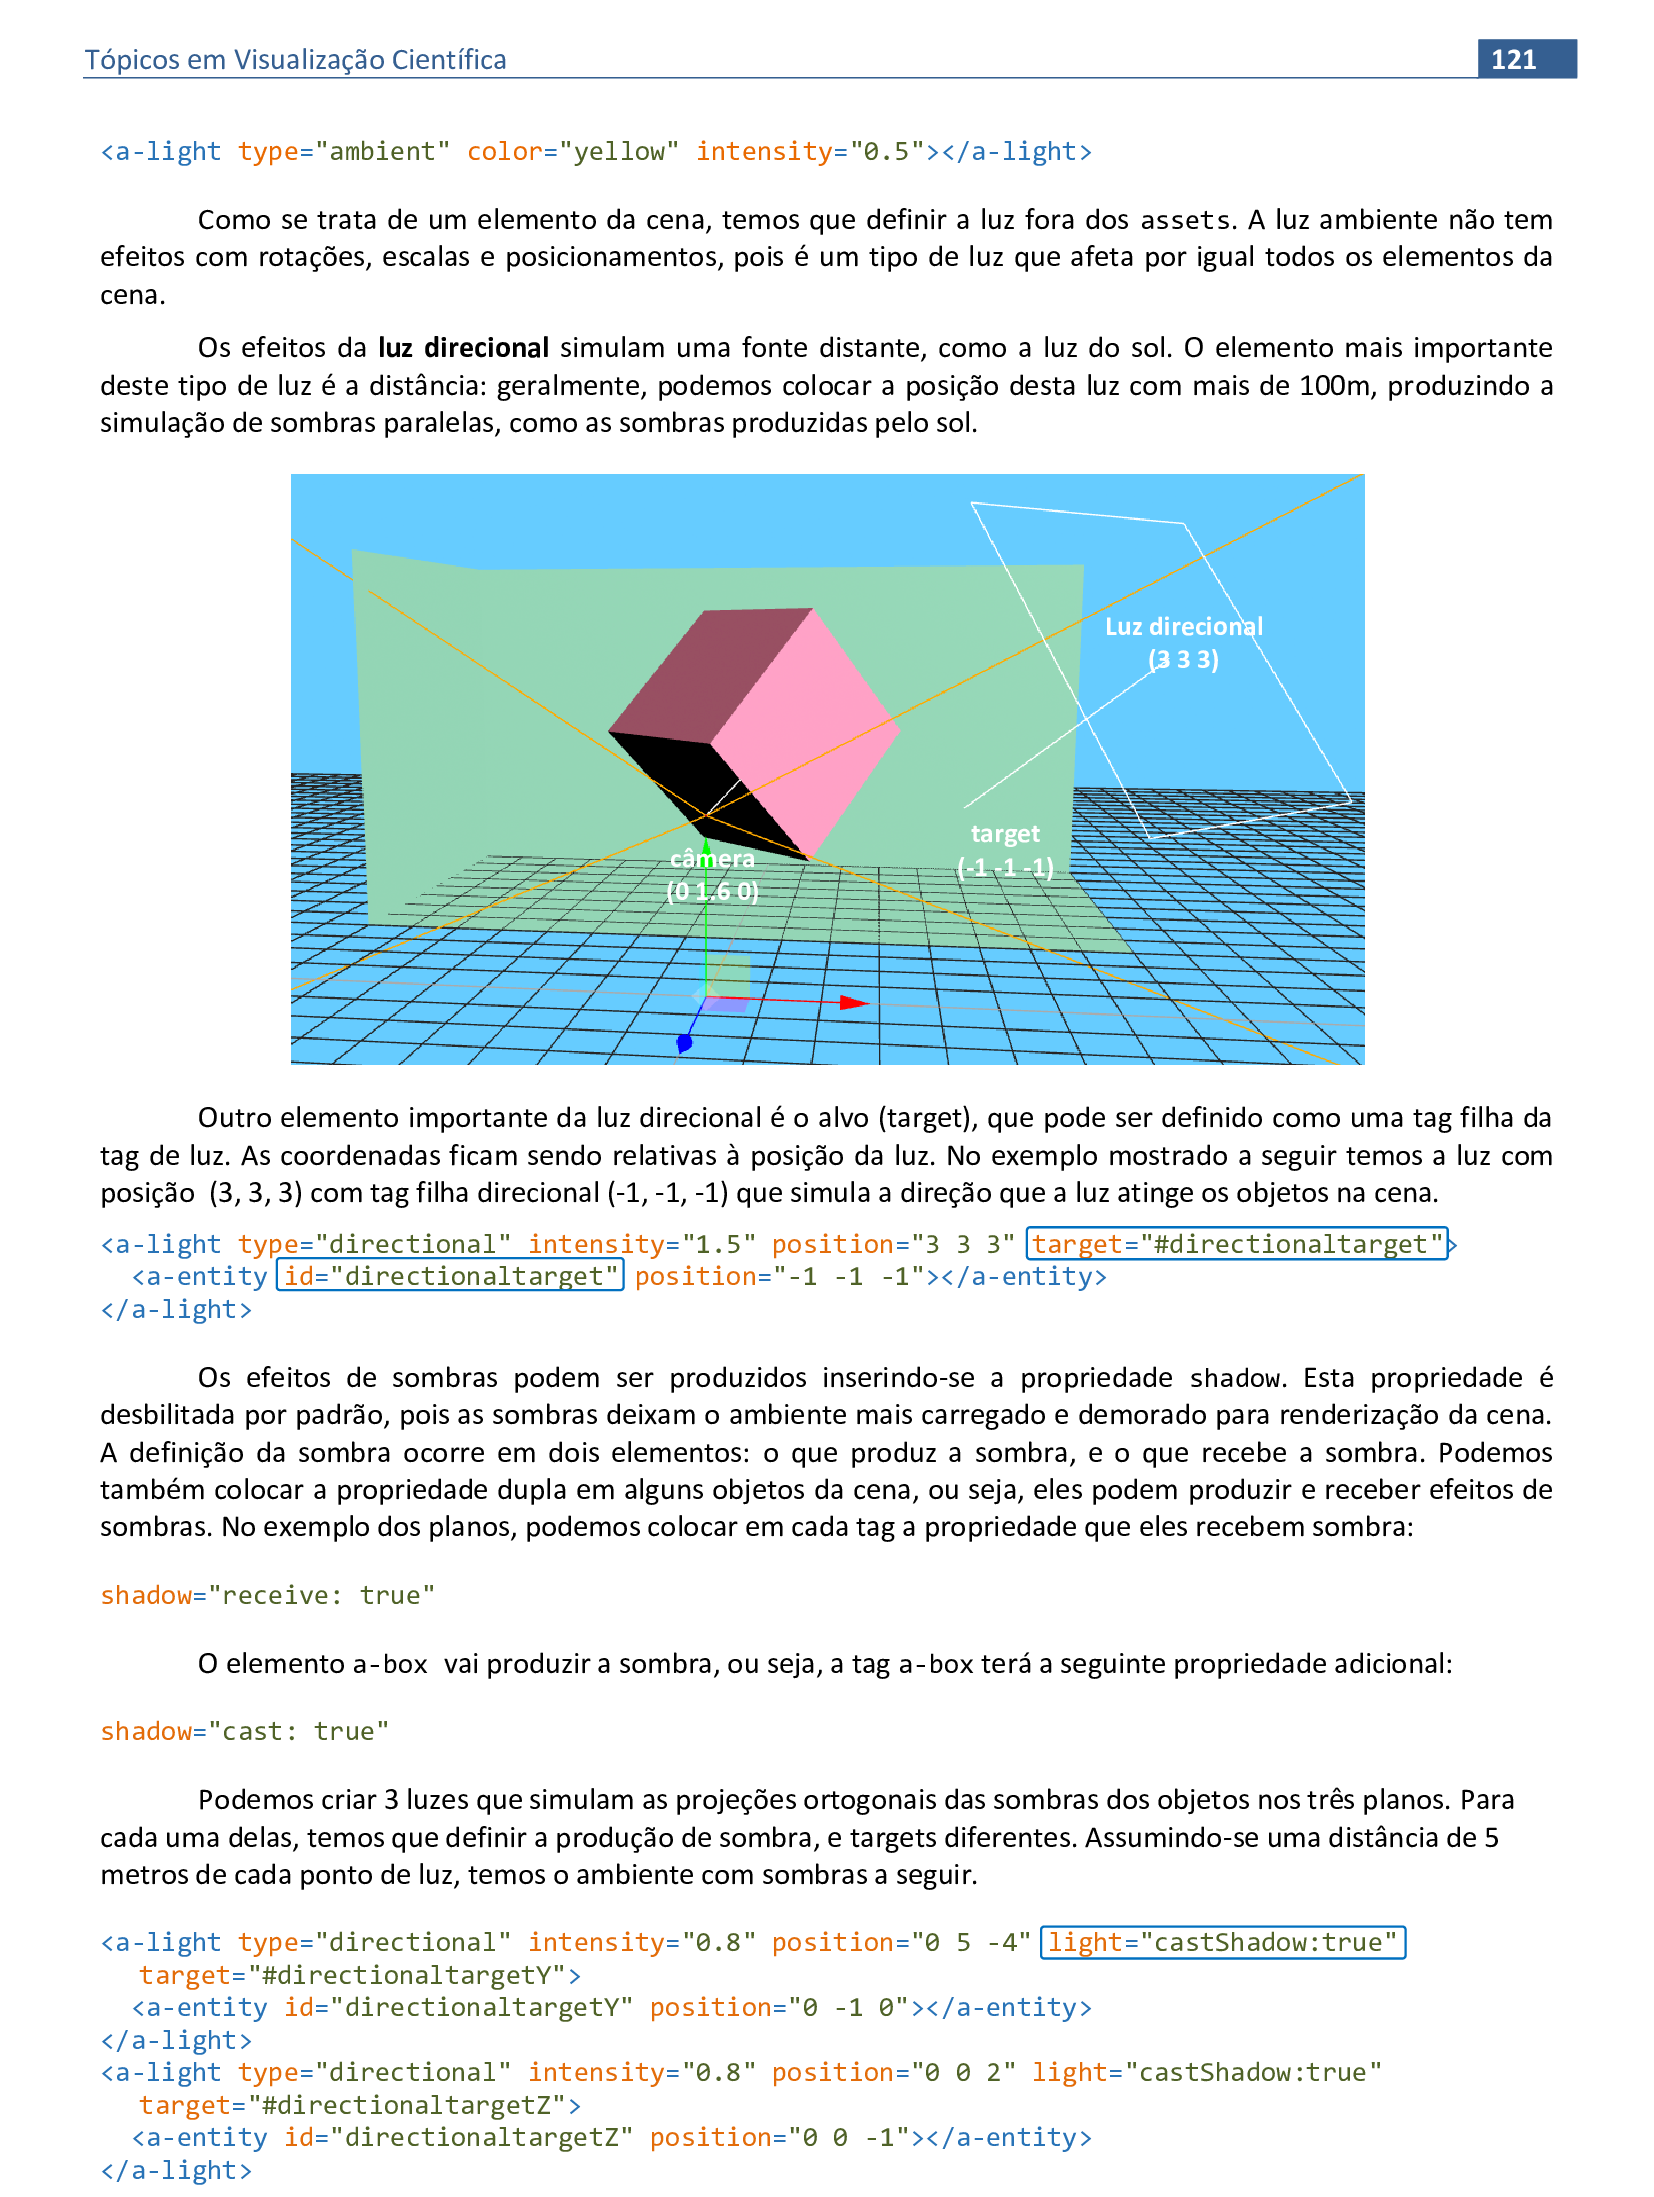 Tópicos em Visualização Científica 121
<a-light type="ambient" color="yellow" intensity="0.5"></a-light>
Como se trata de um elemento da cena, temos que definir a luz fora dos assets. A luz ambiente não tem
efeitos com rotações, escalas e posicionamentos, pois é um tipo de luz que afeta por igual todos os elementos da
cena.
Os efeitos da luz direcional simulam uma fonte distante, como a luz do sol. O elemento mais importante
deste tipo de luz é a distância: geralmente, podemos colocar a posição desta luz com mais de 100m, produzindo a
simulação de sombras paralelas, como as sombras produzidas pelo sol.
Luz direcional
(3 3 3)
target
(-1 -1 -1)
câmera
(0 1.6 0)
Outro elemento importante da luz direcional é o alvo (target), que pode ser definido como uma tag filha da
tag de luz. As coordenadas ficam sendo relativas à posição da luz. No exemplo mostrado a seguir temos a luz com
posição (3, 3, 3) com tag filha direcional (-1, -1, -1) que simula a direção que a luz atinge os objetos na cena.
<a-light type="directional" intensity="1.5" position="3 3 3" target="#directionaltarget">
<a-entity id="directionaltarget" position="-1 -1 -1"></a-entity>
</a-light>
Os efeitos de sombras podem ser produzidos inserindo-se a propriedade shadow. Esta propriedade é
desbilitada por padrão, pois as sombras deixam o ambiente mais carregado e demorado para renderização da cena.
A definição da sombra ocorre em dois elementos: o que produz a sombra, e o que recebe a sombra. Podemos
também colocar a propriedade dupla em alguns objetos da cena, ou seja, eles podem produzir e receber efeitos de
sombras. No exemplo dos planos, podemos colocar em cada tag a propriedade que eles recebem sombra:
shadow="receive: true"
O elemento a-box vai produzir a sombra, ou seja, a tag a-box terá a seguinte propriedade adicional:
shadow="cast: true"
Podemos criar 3 luzes que simulam as projeções ortogonais das sombras dos objetos nos três planos. Para
cada uma delas, temos que definir a produção de sombra, e targets diferentes. Assumindo-se uma distância de 5
metros de cada ponto de luz, temos o ambiente com sombras a seguir.
<a-light type="directional" intensity="0.8" position="0 5 -4" light="castShadow:true"
target="#directionaltargetY">
<a-entity id="directionaltargetY" position="0 -1 0"></a-entity>
</a-light>
<a-light type="directional" intensity="0.8" position="0 0 2" light="castShadow:true"
target="#directionaltargetZ">
<a-entity id="directionaltargetZ" position="0 0 -1"></a-entity>
</a-light>